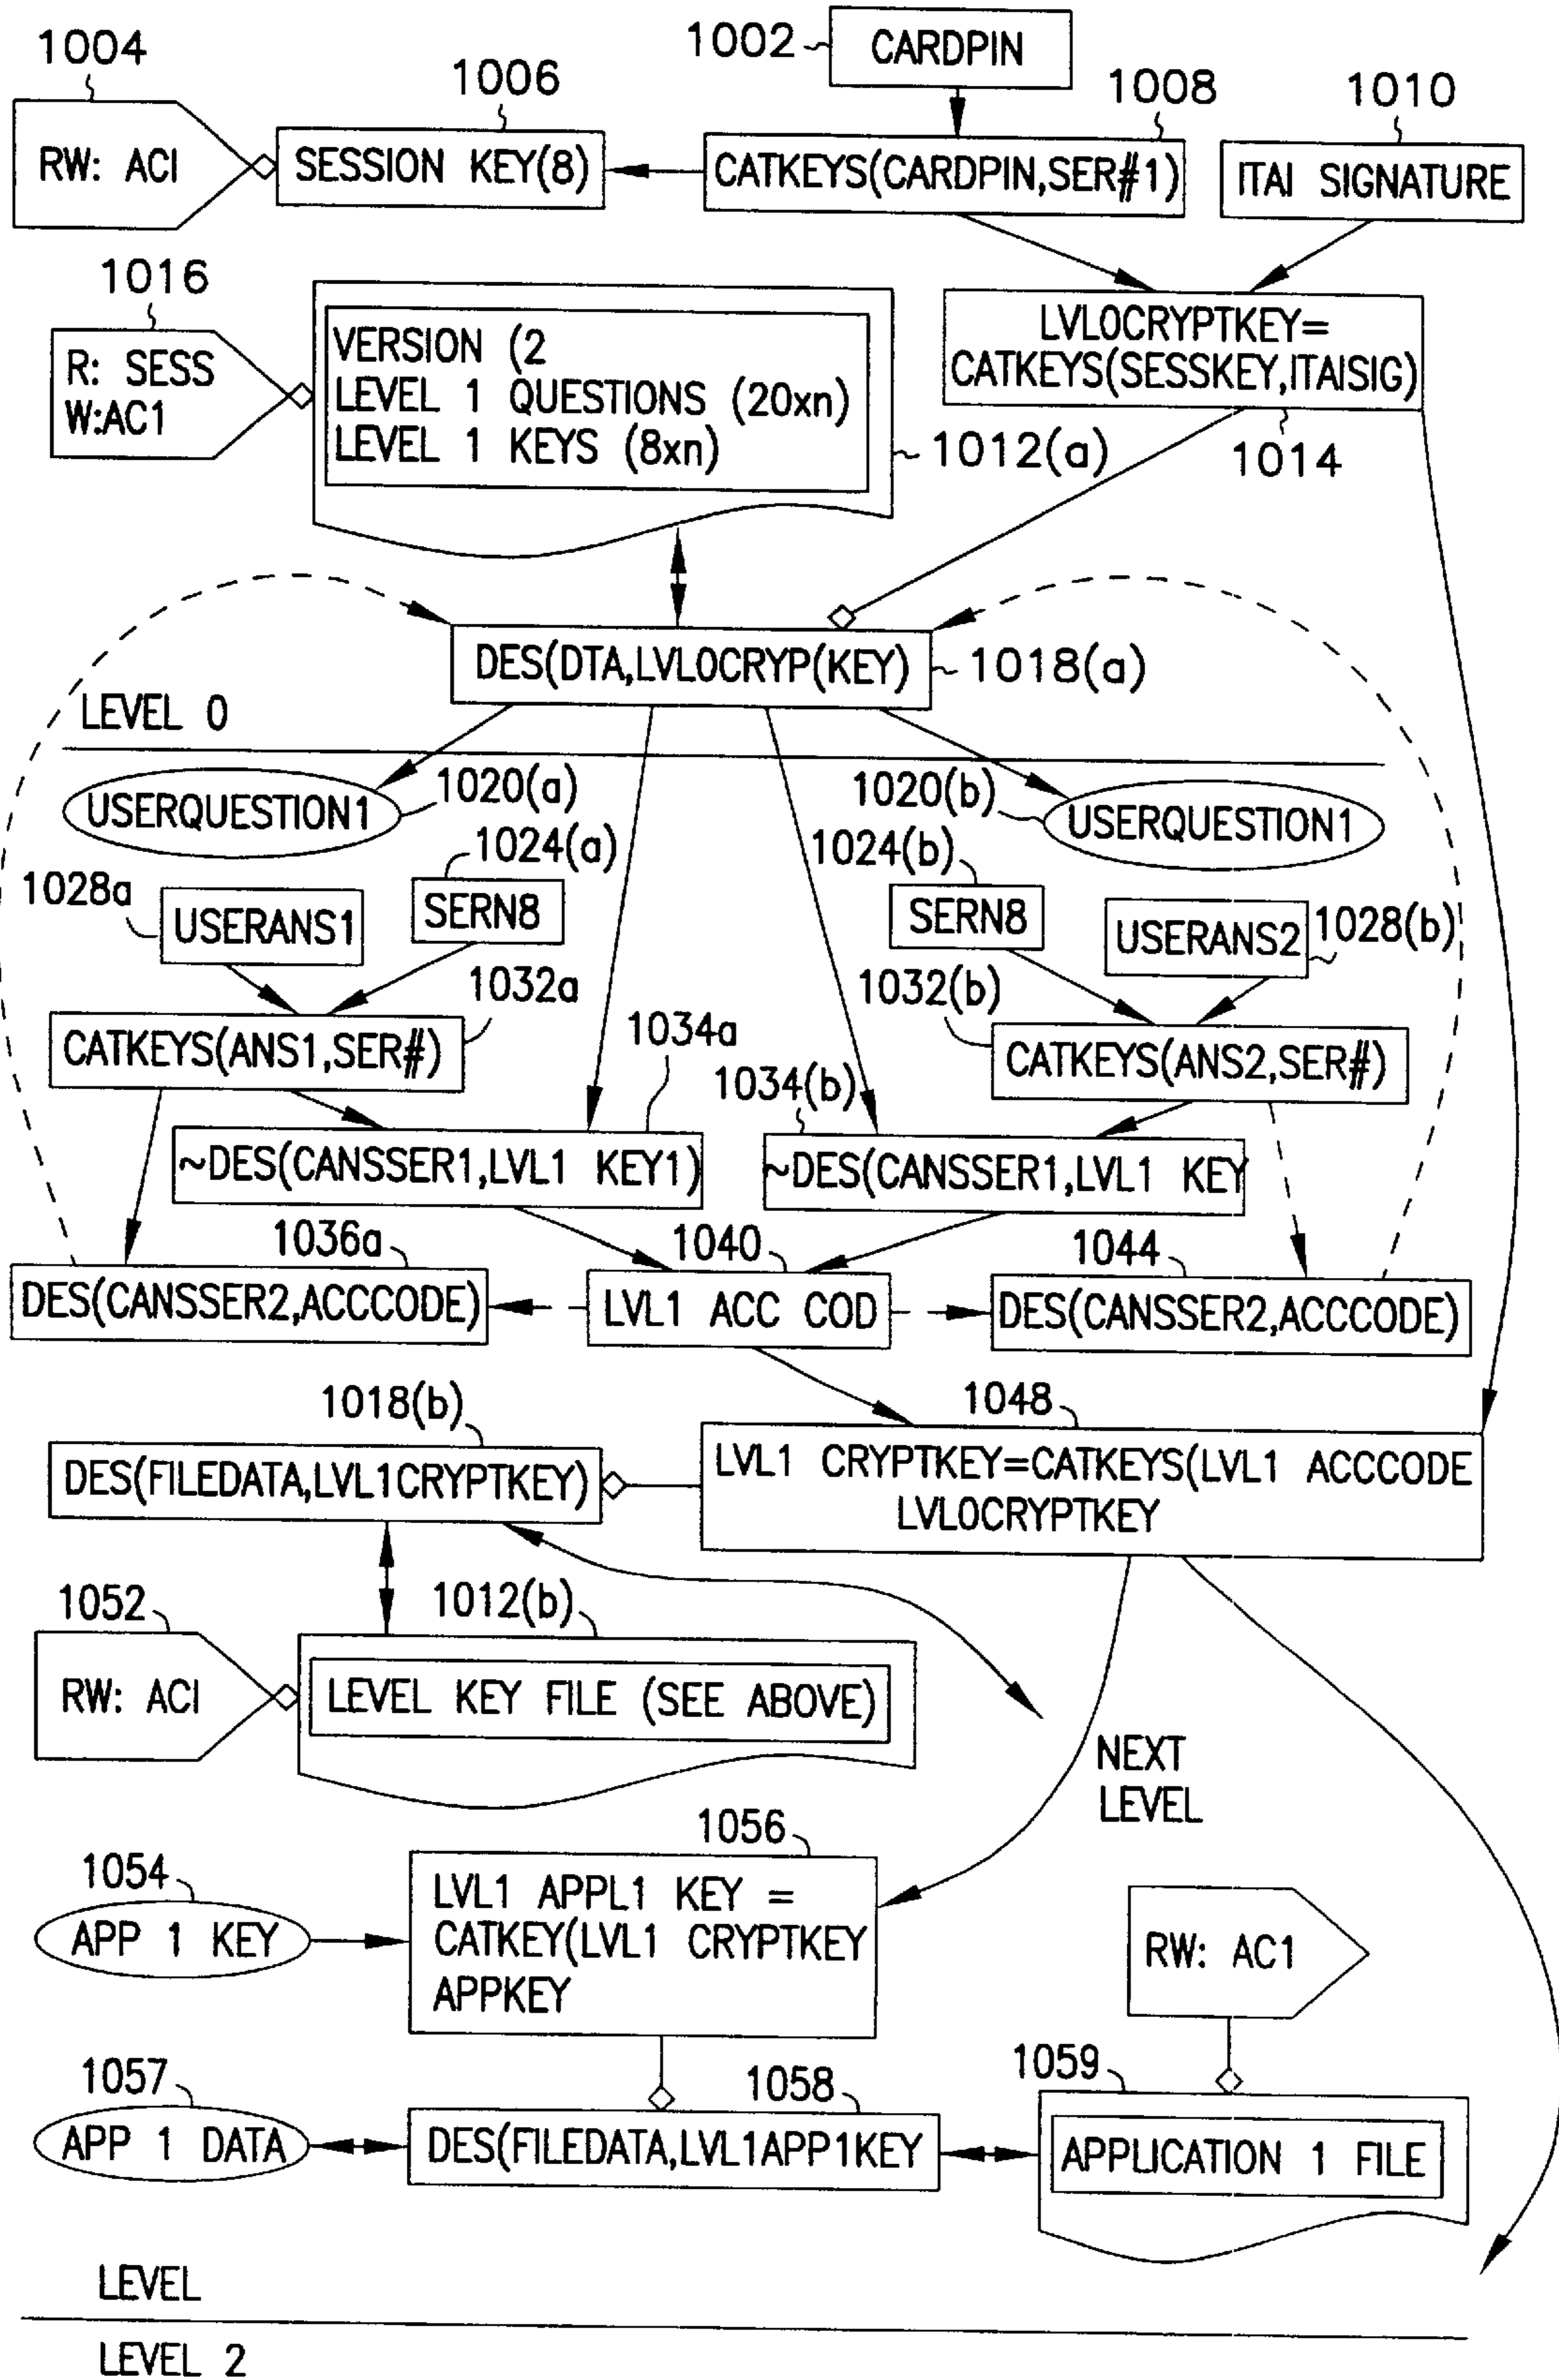 1002
CARDPIN
1004
1006
1008
1010
RW: ACI
SESSION KEY(8)
CATKEYS(CARDPIN,SER#1)
ITAI SIGNATURE
1016
R: SESS
W:AC1
VERSION (2
LEVEL 1 QUESTIONS (20xn)
LEVEL 1 KEYS (8xn)
1012(a)
LVL0CRYPTKEY=
CATKEYS(SESSKEY,ITAISIG)
1014
DES(DTA,LVL0CRYP(KEY)
1018(a)
LEVEL 0
USERQUESTION1
1020(a)
1020(b)
USERQUESTION1
1024(a)
1024(b)
1028a
USERANS1
SERN8
SERN8
USERANS2
1028(b)
1032a
1032(b)
CATKEYS(ANS1,SER#)
1034a
CATKEYS(ANS2,SER#)
1034(b)
~DES(CANSSER1,LVL1 KEY1)
~DES(CANSSER1,LVL1 KEY
1036a
1040
1044
DES(CANSSER2,ACCCODE)
LVL1 ACC COD
DES(CANSSER2,ACCCODE)
1018(b)
1048
DES(FILEDATA,LVL1CRYPTKEY)
LVL1 CRYPTKEY=CATKEYS(LVL1 ACCCODE
LVL0CRYPTKEY
1052
1012(b)
RW: ACI
LEVEL KEY FILE (SEE ABOVE)
NEXT
LEVEL
1056
1054
APP 1 KEY
LVL1 APPL1 KEY =
CATKEY(LVL1 CRYPTKEY
APPKEY
RW: AC1
1057
1058
1059
APP 1 DATA
DES(FILEDATA,LVL1APP1KEY
APPLICATION 1 FILE
LEVEL
LEVEL 2